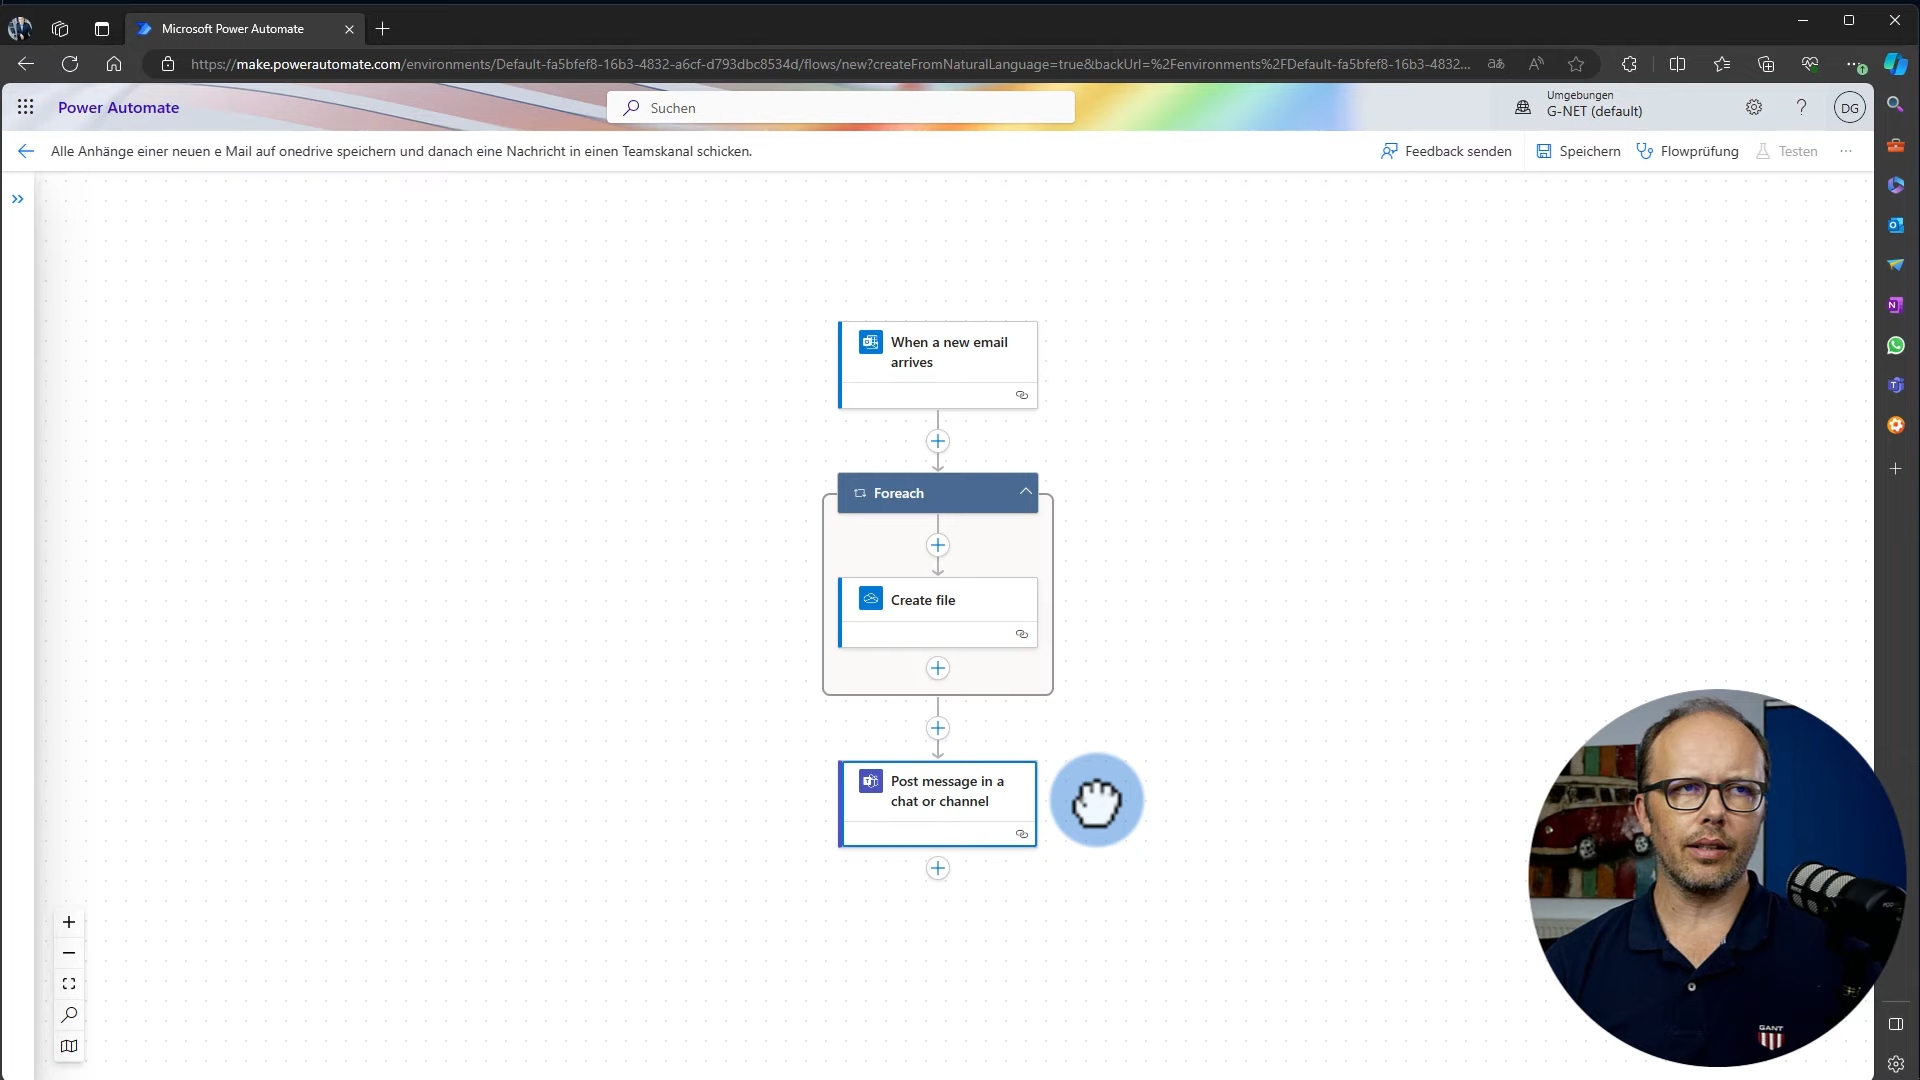 Microsoft Power Automate
https://make.powerautomate.com/environments/Default-fa5bfef8-16b3-4832-a6cf-d793dbc8534d/flows/new?createFromNaturalLanguage=true&backUrl=%2Fenvironments%2FDefault-fa5bfef8-16b3-4832...
Power Automate
Suchen
Umgebungen
G-NET (default)
DG
Alle Anhänge einer neuen e Mail auf onedrive speichern und danach eine Nachricht in einen Teamskanal schicken.
Feedback senden
Speichern
Flowprüfung
Testen
When a new email
arrives
Foreach
Create file
Post message in a
chat or channel
GANT